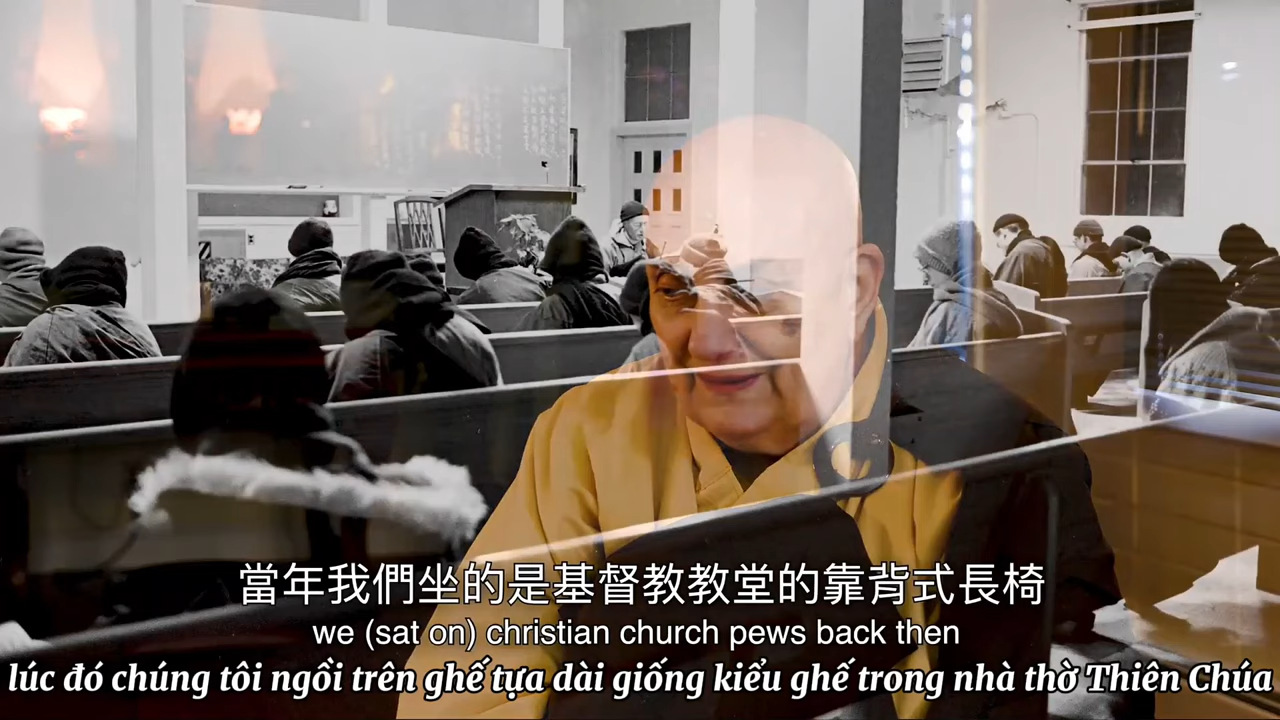 當年我們坐的是基督教教堂的靠背式長椅
we (sat on) christian church pews back then
lúc đó chúng tôi ngồi trên ghế tựa dài giống kiểu ghế trong nhà thờ Thiên Chúa